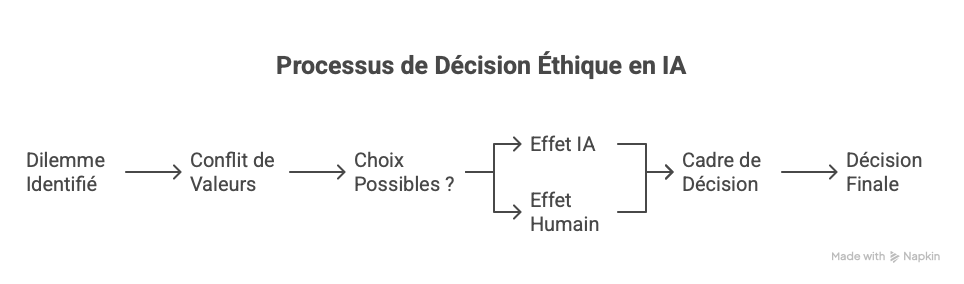 Processus de Décision Éthique en IA
Dilemme
Identifié
Conflit de
Valeurs
Choix
Possibles ?
Effet IA
Effet
Humain
Cadre de
Décision
Décision
Finale
Made with Napkin